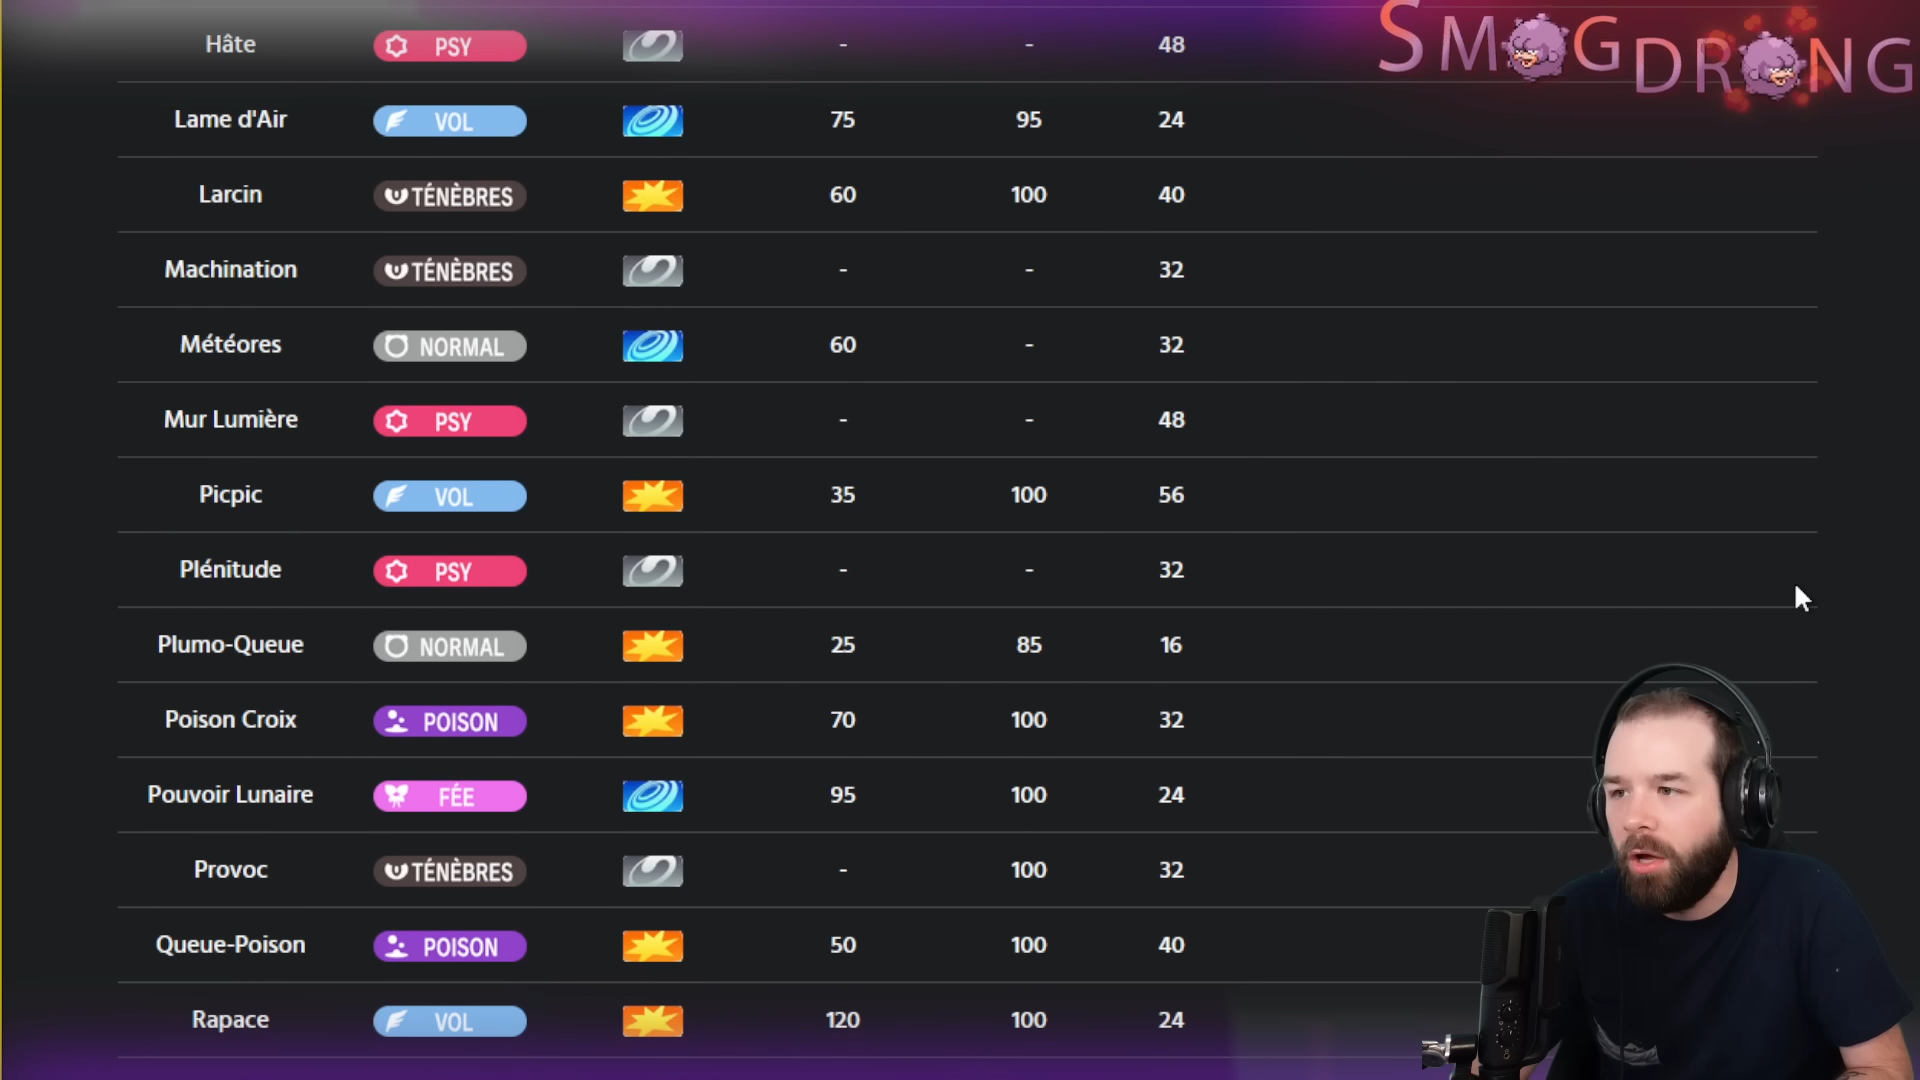 SMOGDRONG
Hâte PSY - - 48
Lame d'Air VOL 75 95 24
Larcin TÉNÈBRES 60 100 40
Machination TÉNÈBRES - - 32
Météores NORMAL 60 - 32
Mur Lumière PSY - - 48
Picpic VOL 35 100 56
Plénitude PSY - - 32
Plumo-Queue NORMAL 25 85 16
Poison Croix POISON 70 100 32
Pouvoir Lunaire FÉE 95 100 24
Provoc TÉNÈBRES - 100 32
Queue-Poison POISON 50 100 40
Rapace VOL 120 100 24